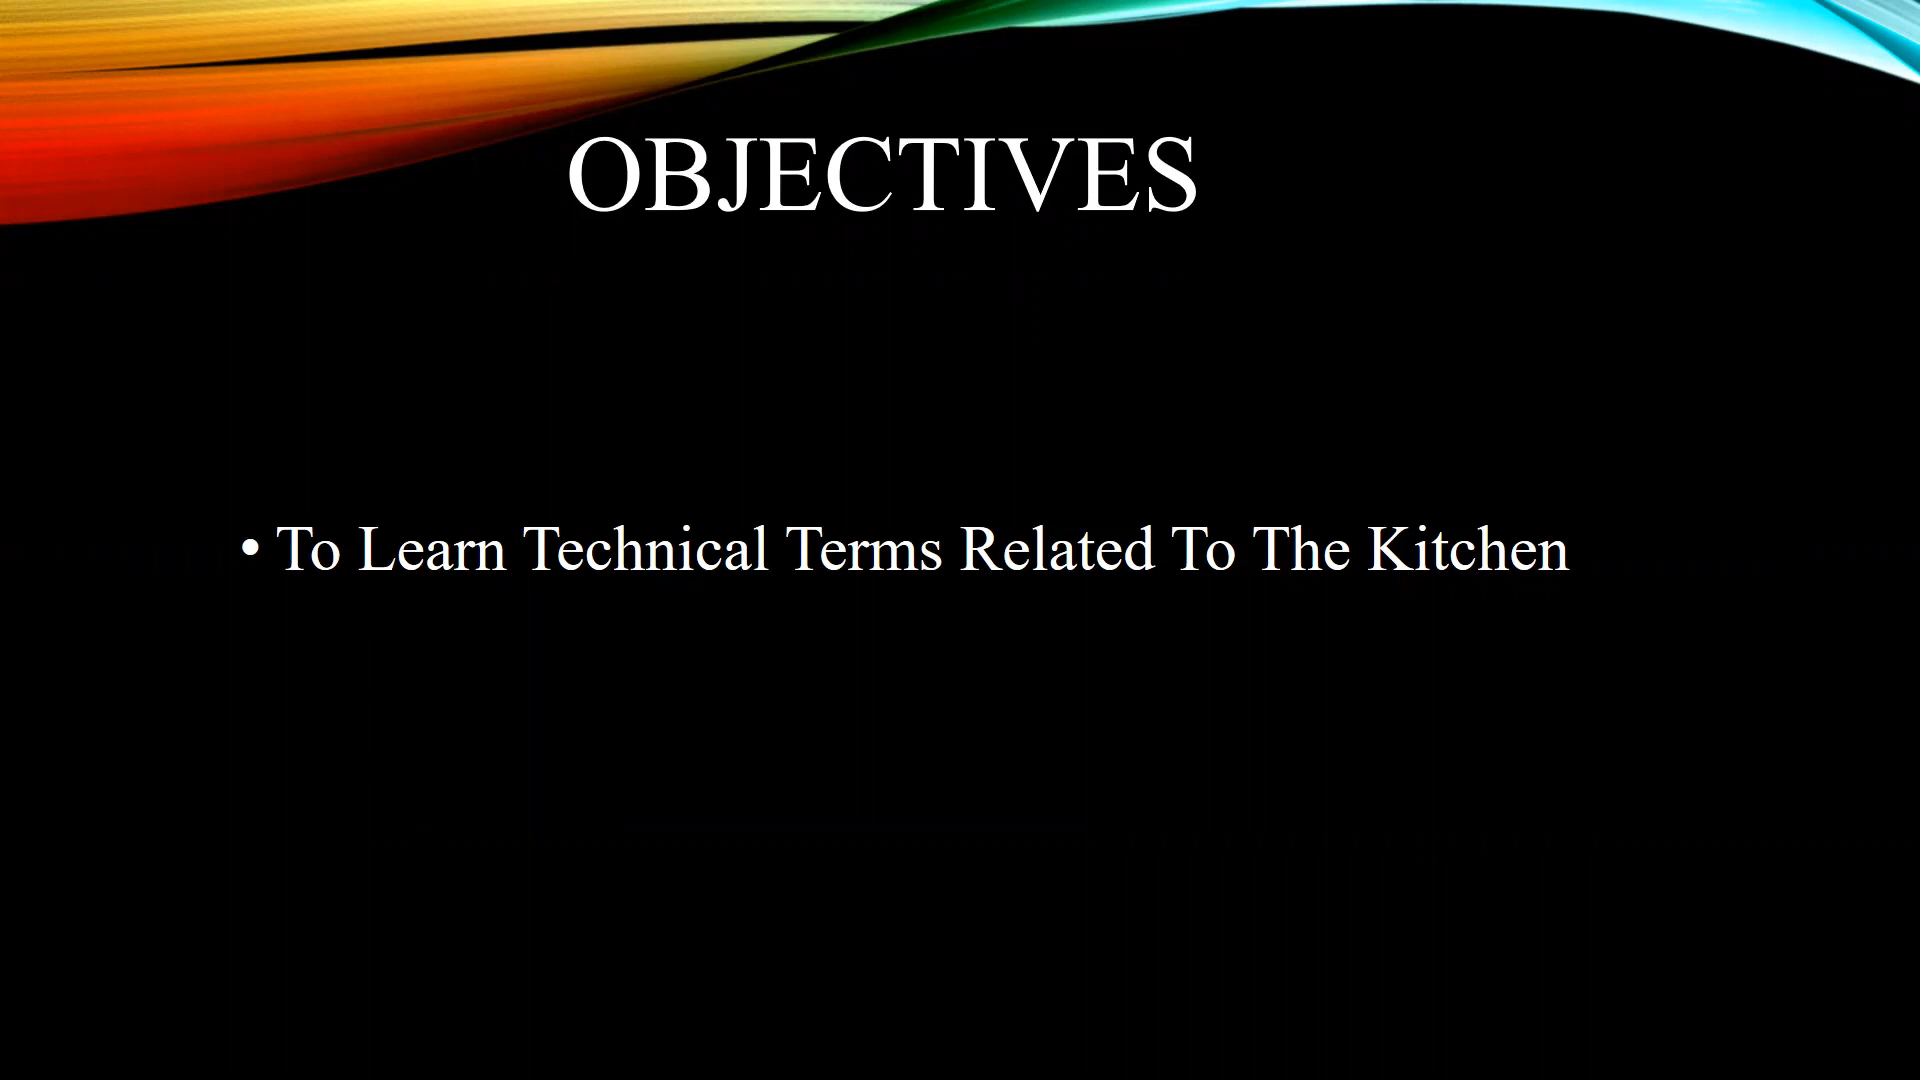 OBJECTIVES
• To Learn Technical Terms Related To The Kitchen